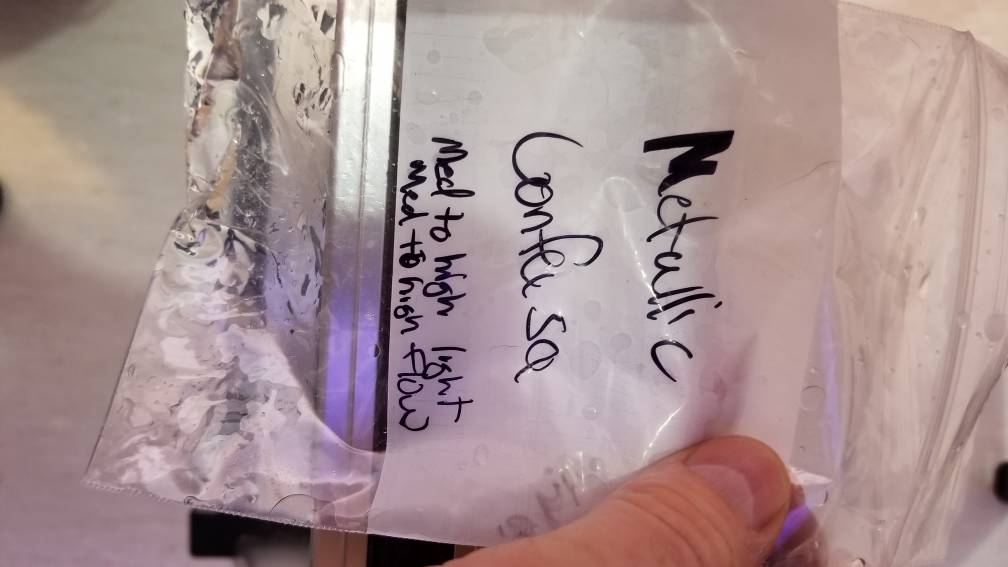 Metallic
Confusa
Med to high light
med to high flow